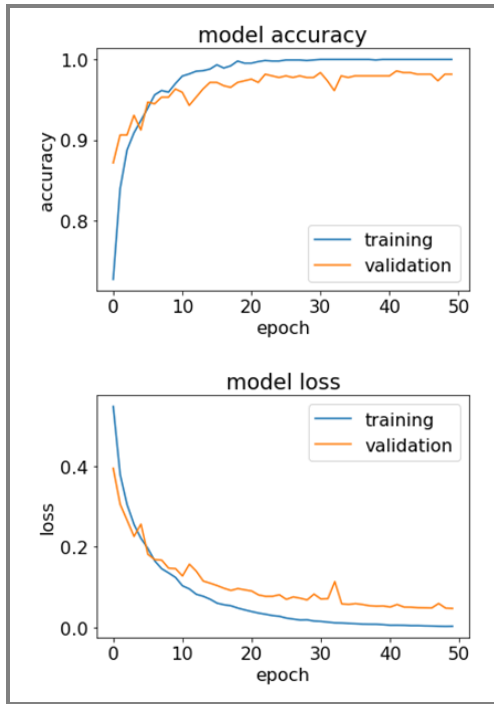 model accuracy
1.0
0.9
0.8
accuracy
training
validation
0 10 20 30 40 50
epoch
model loss
0.4
0.2
0.0
loss
training
validation
0 10 20 30 40 50
epoch